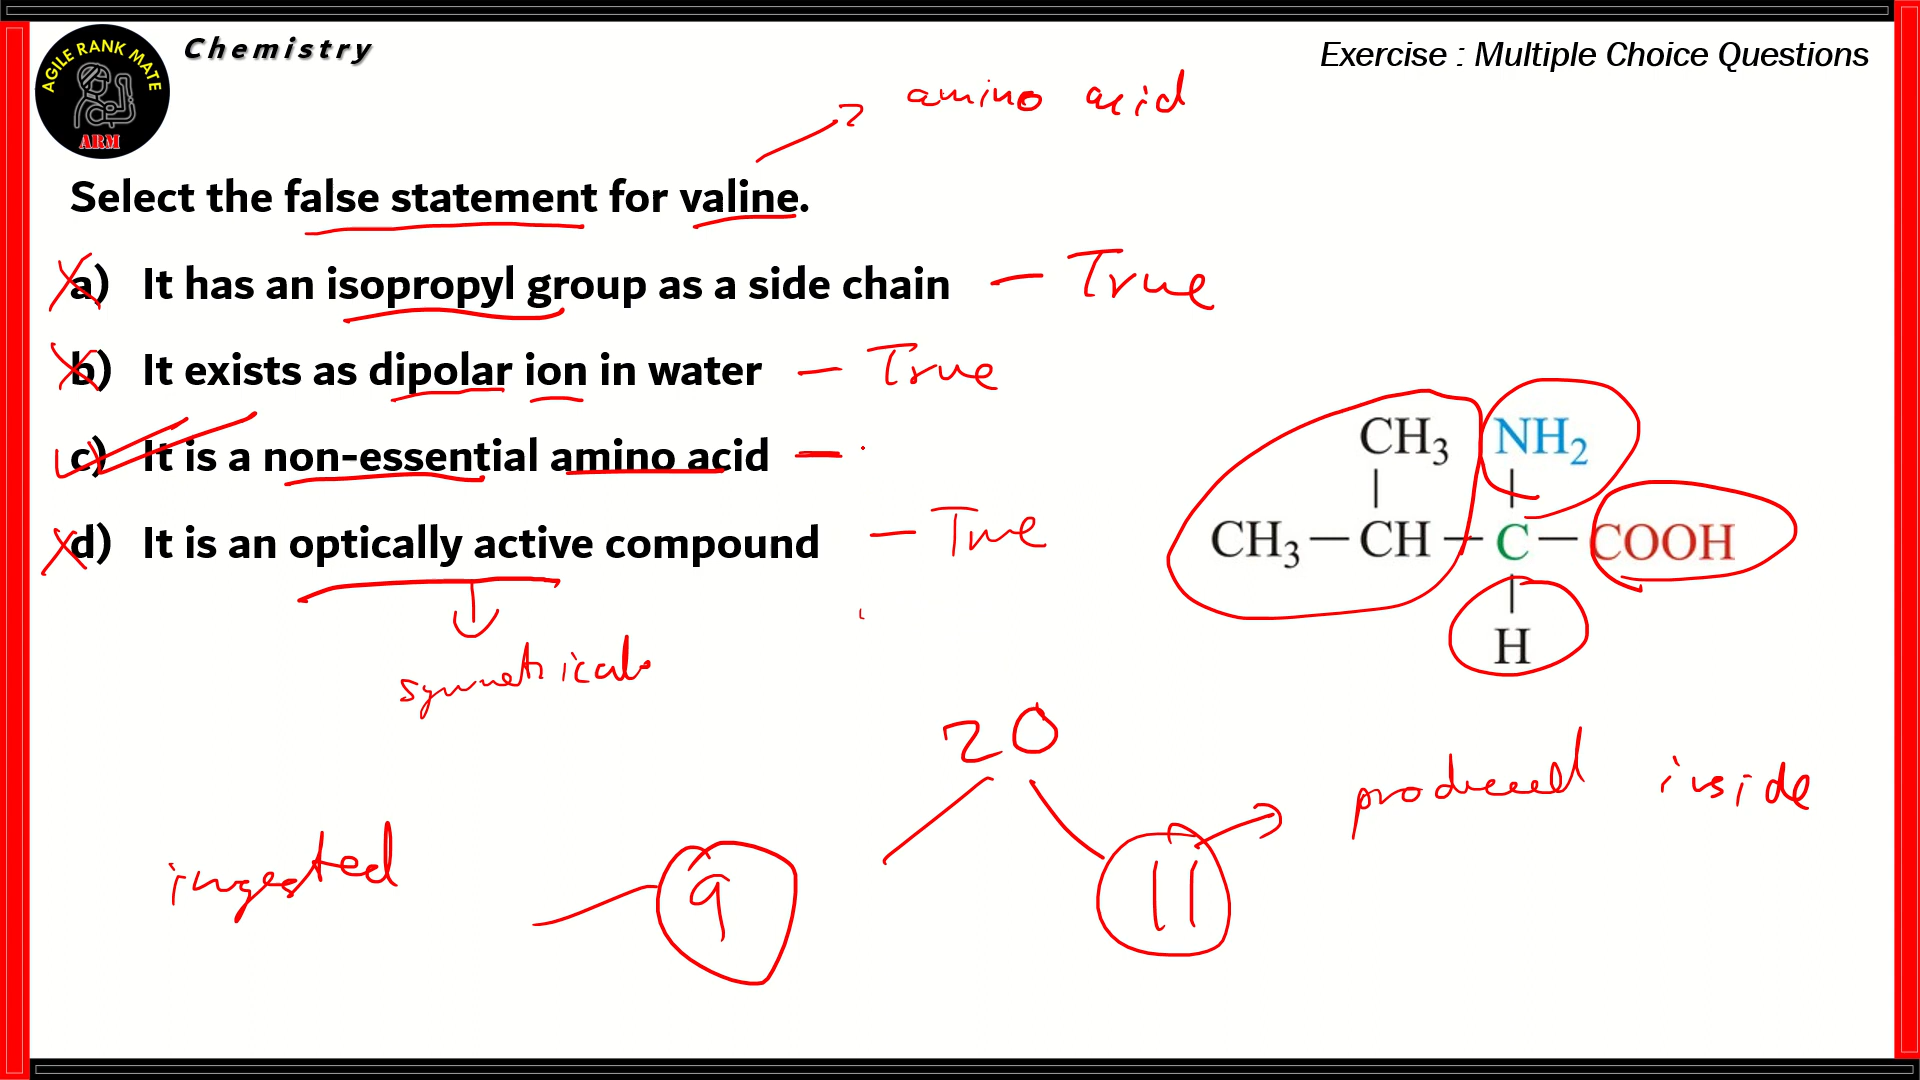 AGILE RANK MATE
ARM
Chemistry
Exercise : Multiple Choice Questions
amino acid
Select the false statement for valine.
a) It has an isopropyl group as a side chain – True
b) It exists as dipolar ion in water – True
c) It is a non-essential amino acid –
d) It is an optically active compound – True
symmetrical
CH3 NH2
CH3 – CH – C – COOH
H
20
produced inside
ingested
9
11